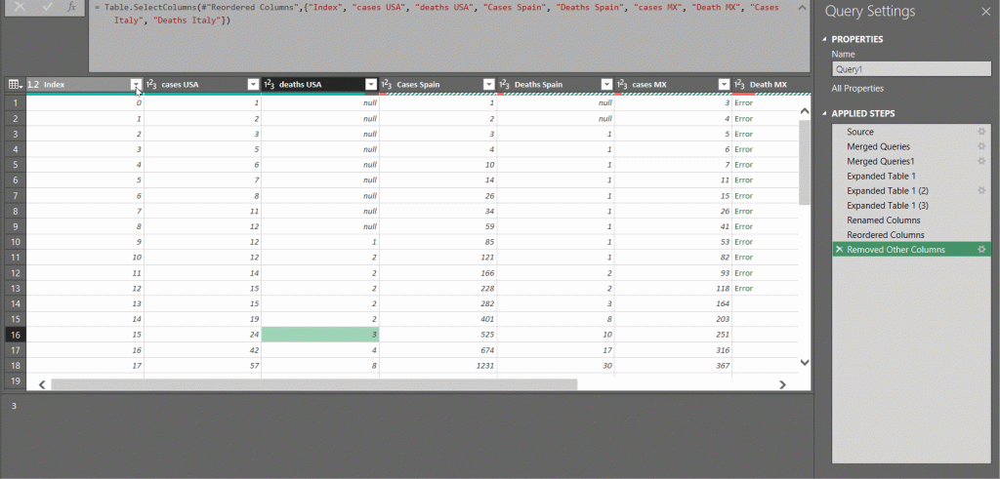 = Table.SelectColumns(#"Reordered Columns",{"Index", "cases USA", "deaths USA", "Cases Spain", "Deaths Spain", "cases MX", "Death MX", "Cases
Italy", "Deaths Italy"})
fx
Query Settings
PROPERTIES
Name
Query1
All Properties
APPLIED STEPS
Source
Merged Queries
Merged Queries1
Expanded Table 1
Expanded Table 1 (2)
Expanded Table 1 (3)
Renamed Columns
Reordered Columns
Removed Other Columns
1.2 Index 123 cases USA 123 deaths USA 123 Cases Spain 123 Deaths Spain 123 cases MX 123 Death MX
1 0 1 null 1 null 3 Error
2 1 2 null 2 null 4 Error
3 2 3 null 3 1 5 Error
4 3 5 null 4 1 6 Error
5 4 6 null 10 1 7 Error
6 5 7 null 14 1 11 Error
7 6 8 null 26 1 15 Error
8 7 11 null 34 1 26 Error
9 8 12 null 59 1 41 Error
10 9 12 1 85 1 53 Error
11 10 12 2 121 1 82 Error
12 11 14 2 166 2 93 Error
13 12 15 2 228 2 118 Error
14 13 15 2 282 3 164
15 14 19 2 401 8 203
16 15 24 3 525 10 251
17 16 42 4 674 17 316
18 17 57 8 1231 30 367
19
3